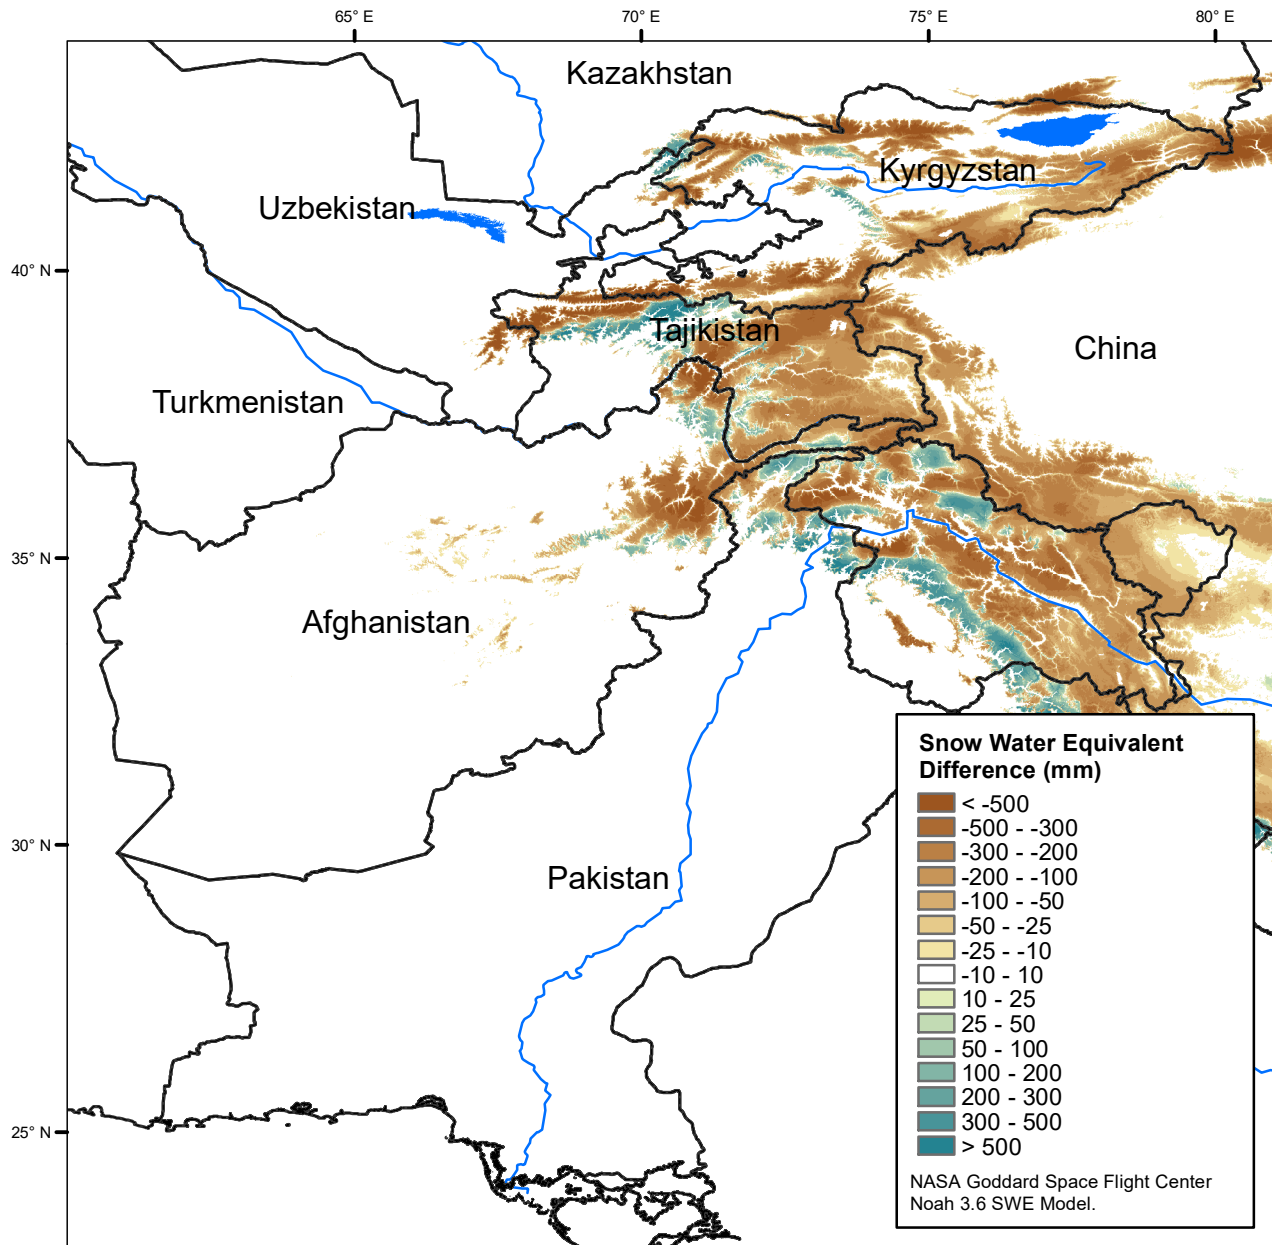 65° E
70° E
75° E
80° E
Kazakhstan
Kyrgyzstan
Uzbekistan
40° N
Tajikistan
China
Turkmenistan
35° N
Afghanistan
Snow Water Equivalent
Difference (mm)
< -500
-500 - -300
-300 - -200
-200 - -100
-100 - -50
-50 - -25
-25 - -10
-10 - 10
10 - 25
25 - 50
50 - 100
100 - 200
200 - 300
300 - 500
> 500
NASA Goddard Space Flight Center
Noah 3.6 SWE Model.
30° N
Pakistan
25° N